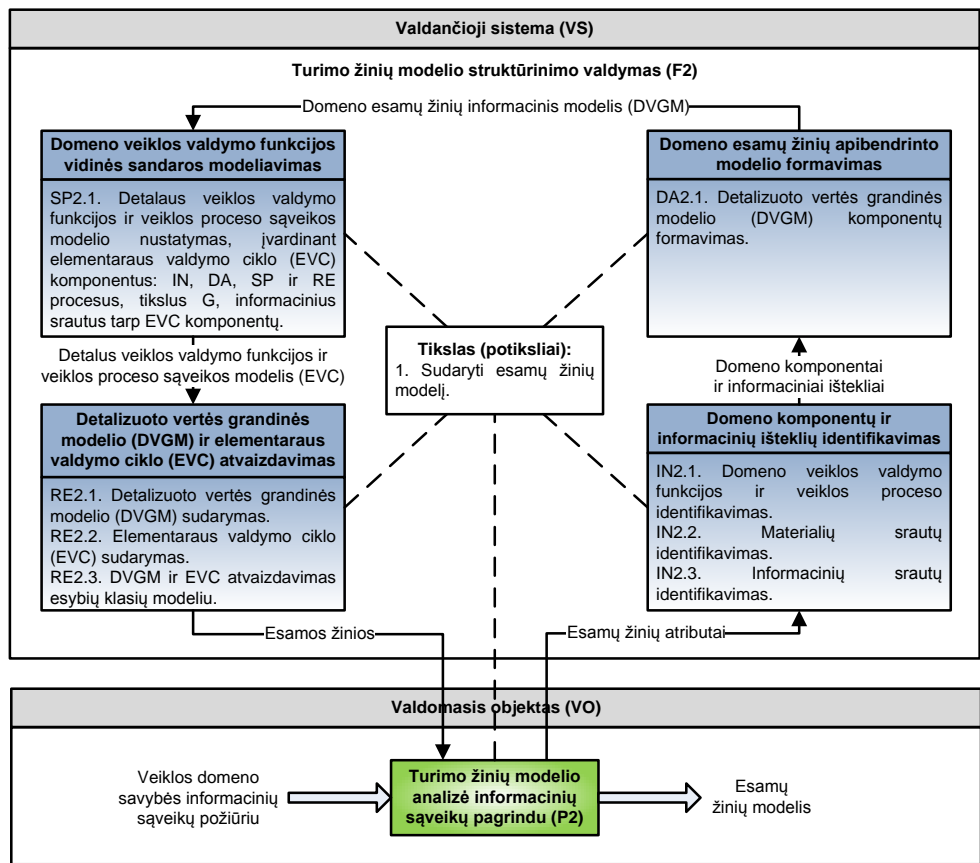 Valdančioji sistema (VS)
Turimo žinių modelio struktūrinimo valdymas (F2)
Domeno esamų žinių informacinis modelis (DVGM)
Domeno veiklos valdymo funkcijos
vidinės sandaros modeliavimas
SP2.1. Detalaus veiklos valdymo
funkcijos ir veiklos proceso sąveikos
modelio nustatymas, įvardinant
elementaraus valdymo ciklo (EVC)
komponentus: IN, DA, SP ir RE
procesus, tikslus G, informacinius
srautus tarp EVC komponentų.
Domeno esamų žinių apibendrinto
modelio formavimas
DA2.1. Detalizuoto vertės grandinės
modelio (DVGM) komponentų
formavimas.
Tikslas (potiksliai):
1. Sudaryti esamų žinių
modelį.
Detalus veiklos valdymo funkcijos ir
veiklos proceso sąveikos modelis (EVC)
Domeno komponentai
ir informaciniai ištekliai
Detalizuoto vertės grandinės
modelio (DVGM) ir elementaraus
valdymo ciklo (EVC) atvaizdavimas
RE2.1. Detalizuoto vertės grandinės
modelio (DVGM) sudarymas.
RE2.2. Elementaraus valdymo ciklo
(EVC) sudarymas.
RE2.3. DVGM ir EVC atvaizdavimas
esybių klasių modeliu.
Domeno komponentų ir
informacinių išteklių identifikavimas
IN2.1. Domeno veiklos valdymo
funkcijos ir veiklos proceso
identifikavimas.
IN2.2. Materialių srautų
identifikavimas.
IN2.3. Informacinių srautų
identifikavimas.
Esamos žinios
Esamų žinių atributai
Valdomasis objektas (VO)
Veiklos domeno
savybės informacinių
sąveikų požiūriu
Turimo žinių modelio
analizė informacinių
sąveikų pagrindu (P2)
Esamų
žinių modelis